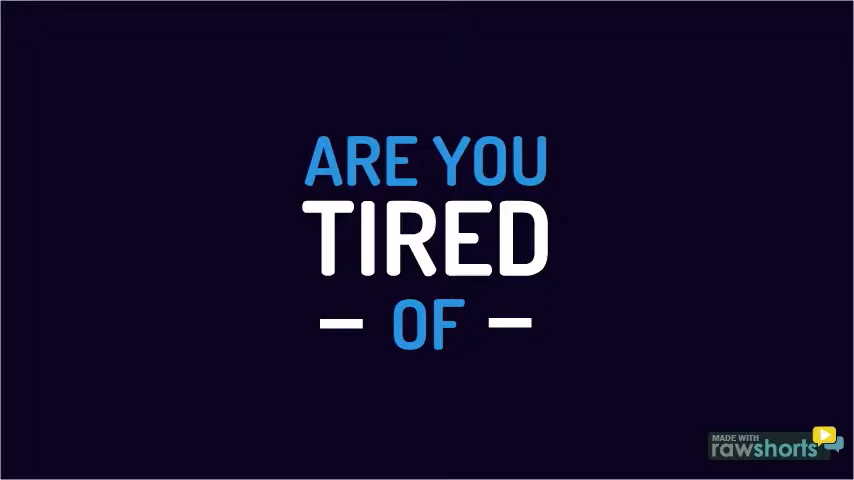 ARE YOU
TIRED
– OF –
MADE WITH
rawshorts